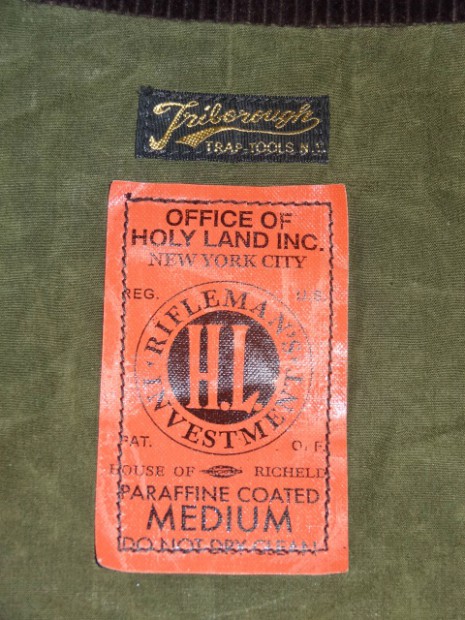 Triborough
TRAP-TOOLS N.Y.
OFFICE OF
HOLY LAND INC.
NEW YORK CITY
REG. U.S.
RIFLEMAN'S
H.L.
INVESTMENT
PAT. O.F.
HOUSE OF RICHELE
PARAFFINE COATED
MEDIUM
DO NOT DRY CLEAN